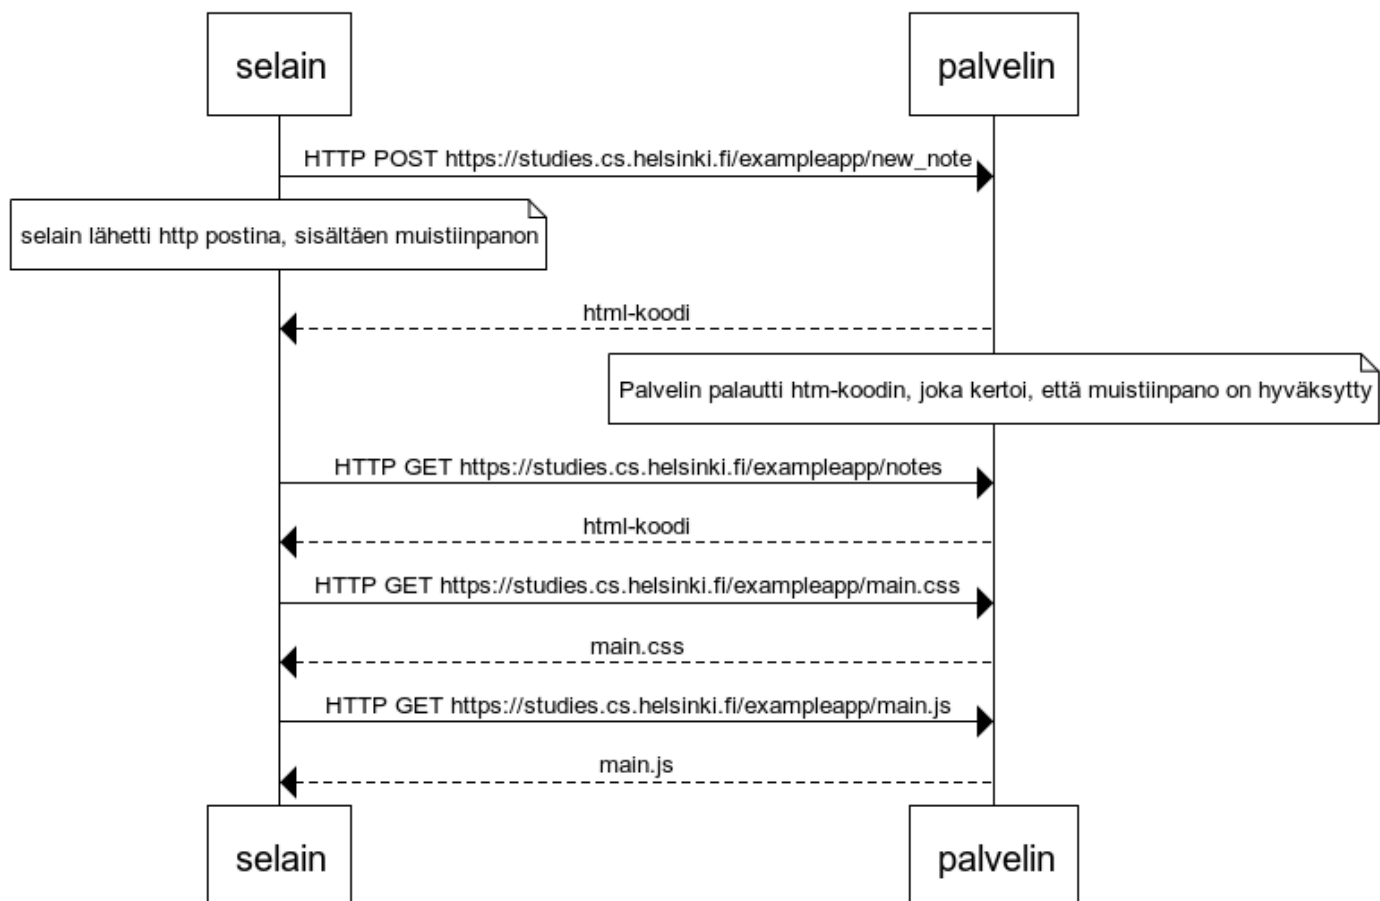 selain
palvelin
HTTP POST https://studies.cs.helsinki.fi/exampleapp/new_note
selain lähetti http postina, sisältäen muistiinpanon
html-koodi
Palvelin palautti htm-koodin, joka kertoi, että muistiinpano on hyväksytty
HTTP GET https://studies.cs.helsinki.fi/exampleapp/notes
html-koodi
HTTP GET https://studies.cs.helsinki.fi/exampleapp/main.css
main.css
HTTP GET https://studies.cs.helsinki.fi/exampleapp/main.js
main.js
selain
palvelin